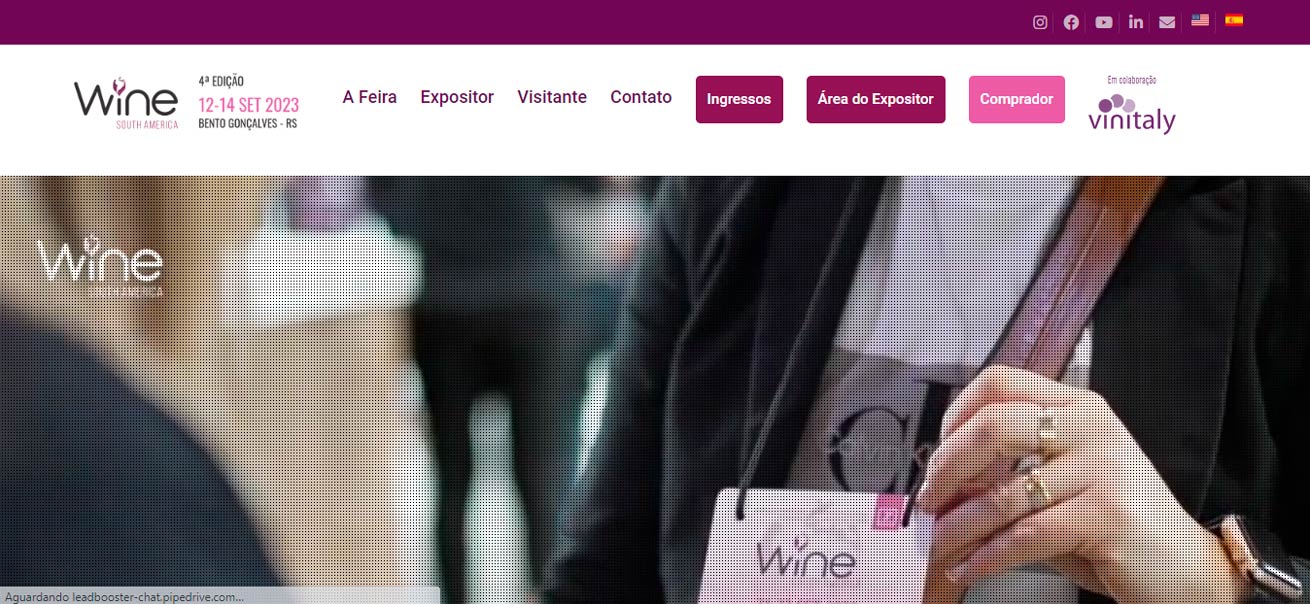 Wine
SOUTH AMERICA
4ª EDIÇÃO
12-14 SET 2023
BENTO GONÇALVES - RS
A Feira
Expositor
Visitante
Contato
Ingressos
Área do Expositor
Comprador
Em colaboração
vinitaly
Wine
SOUTH AMERICA
Wine
Aguardando leadbooster-chat.pipedrive.com...